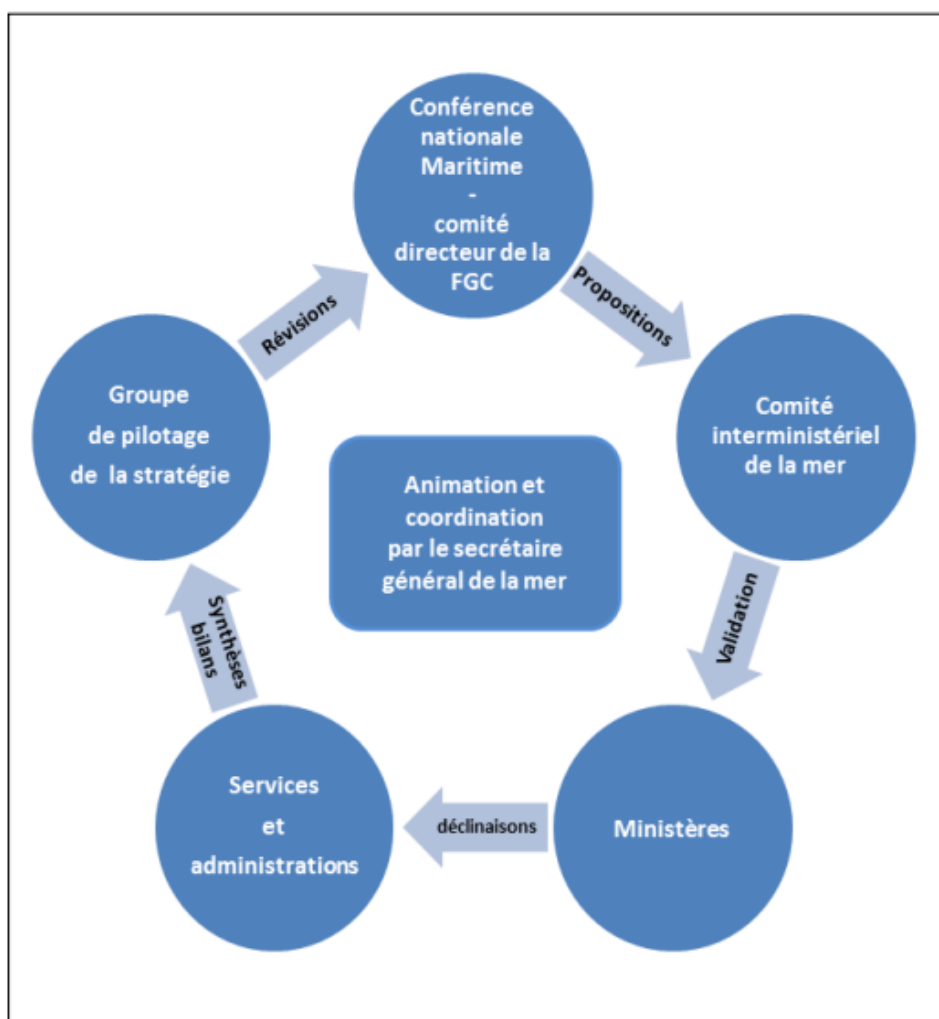 Conférence
nationale
Maritime
-
comité
directeur de la
FGC
Propositions
Comité
interministériel
de la mer
Validation
Ministères
déclinaisons
Services
et
administrations
Synthèses
bilans
Groupe
de pilotage
de la stratégie
Révisions
Animation et
coordination
par le secrétaire
général de la mer